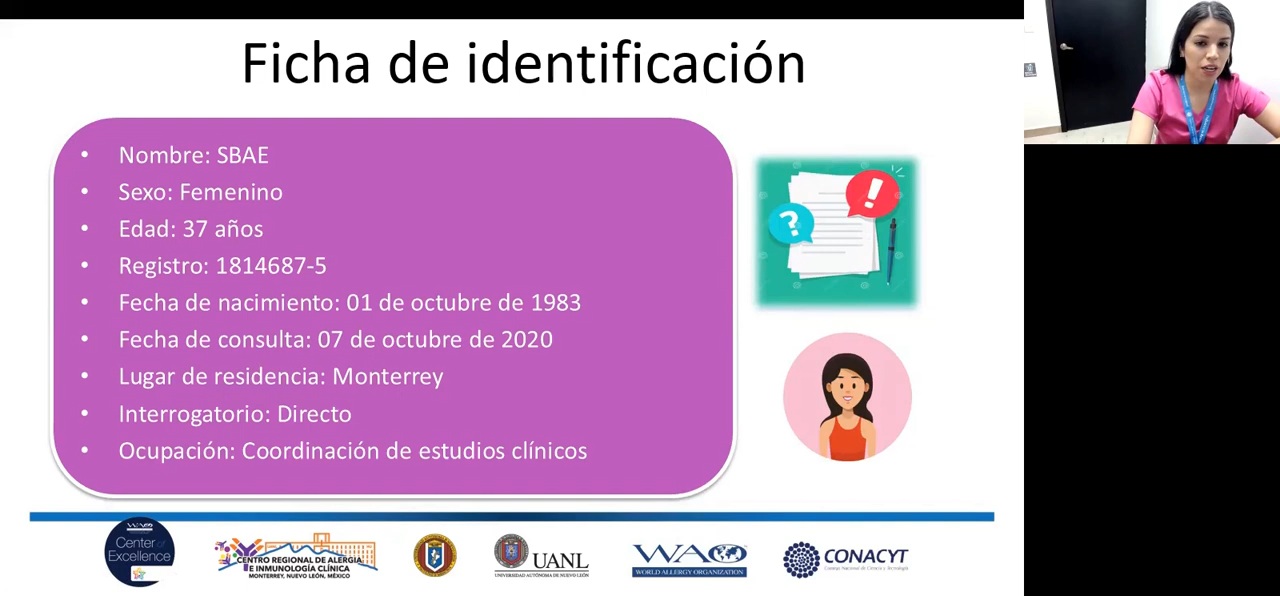 Ficha de identificación
• Nombre: SBAE
• Sexo: Femenino
• Edad: 37 años
• Registro: 1814687-5
• Fecha de nacimiento: 01 de octubre de 1983
• Fecha de consulta: 07 de octubre de 2020
• Lugar de residencia: Monterrey
• Interrogatorio: Directo
• Ocupación: Coordinación de estudios clínicos
? !
WAO
Center of
Excellence
CENTRO REGIONAL DE ALERGIA
E INMUNOLOGÍA CLÍNICA
MONTERREY, NUEVO LEÓN, MÉXICO
UANL
UNIVERSIDAD AUTÓNOMA DE NUEVO LEÓN
WAO
WORLD ALLERGY ORGANIZATION
CONACYT
Consejo Nacional de Ciencia y Tecnología